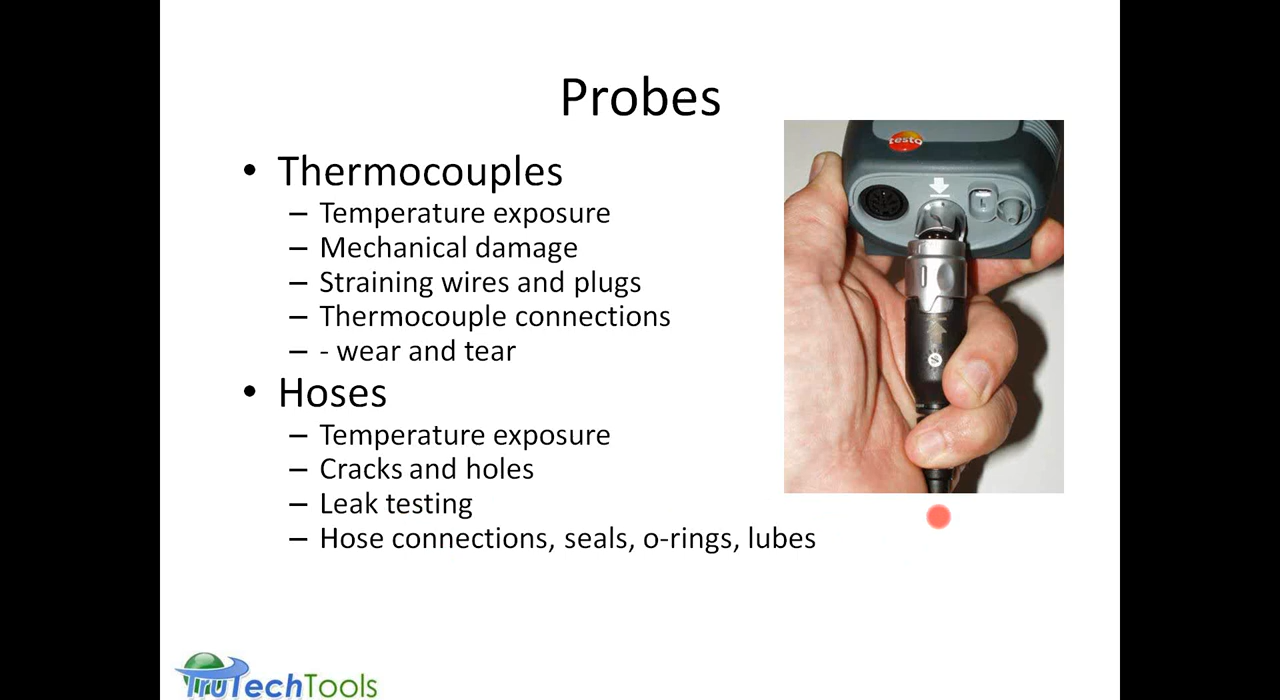 Probes
• Thermocouples
– Temperature exposure
– Mechanical damage
– Straining wires and plugs
– Thermocouple connections
– - wear and tear
• Hoses
– Temperature exposure
– Cracks and holes
– Leak testing
– Hose connections, seals, o-rings, lubes
testo
TruTechTools